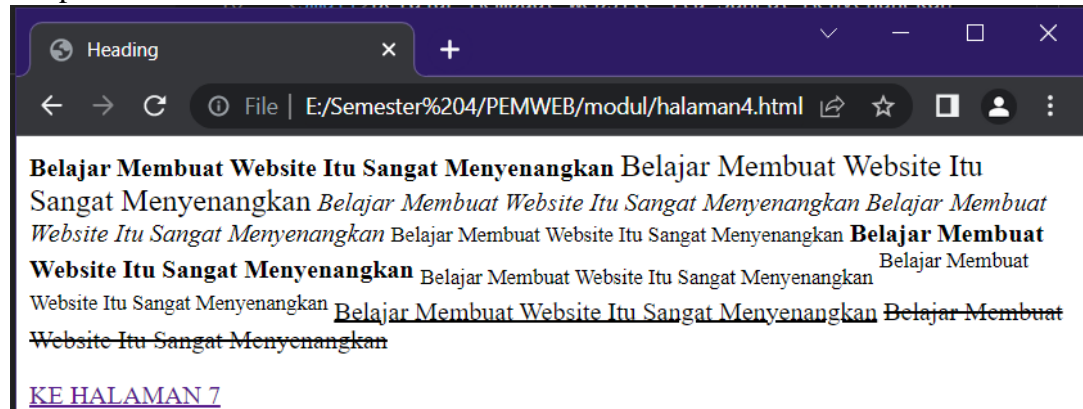 Heading
File | E:/Semester%204/PEMWEB/modul/halaman4.html
Belajar Membuat Website Itu Sangat Menyenangkan Belajar Membuat Website Itu
Sangat Menyenangkan Belajar Membuat Website Itu Sangat Menyenangkan Belajar Membuat
Website Itu Sangat Menyenangkan Belajar Membuat Website Itu Sangat Menyenangkan Belajar Membuat
Website Itu Sangat Menyenangkan Belajar Membuat Website Itu Sangat Menyenangkan Belajar Membuat
Website Itu Sangat Menyenangkan Belajar Membuat Website Itu Sangat Menyenangkan Belajar Membuat
Website Itu Sangat Menyenangkan
KE HALAMAN 7